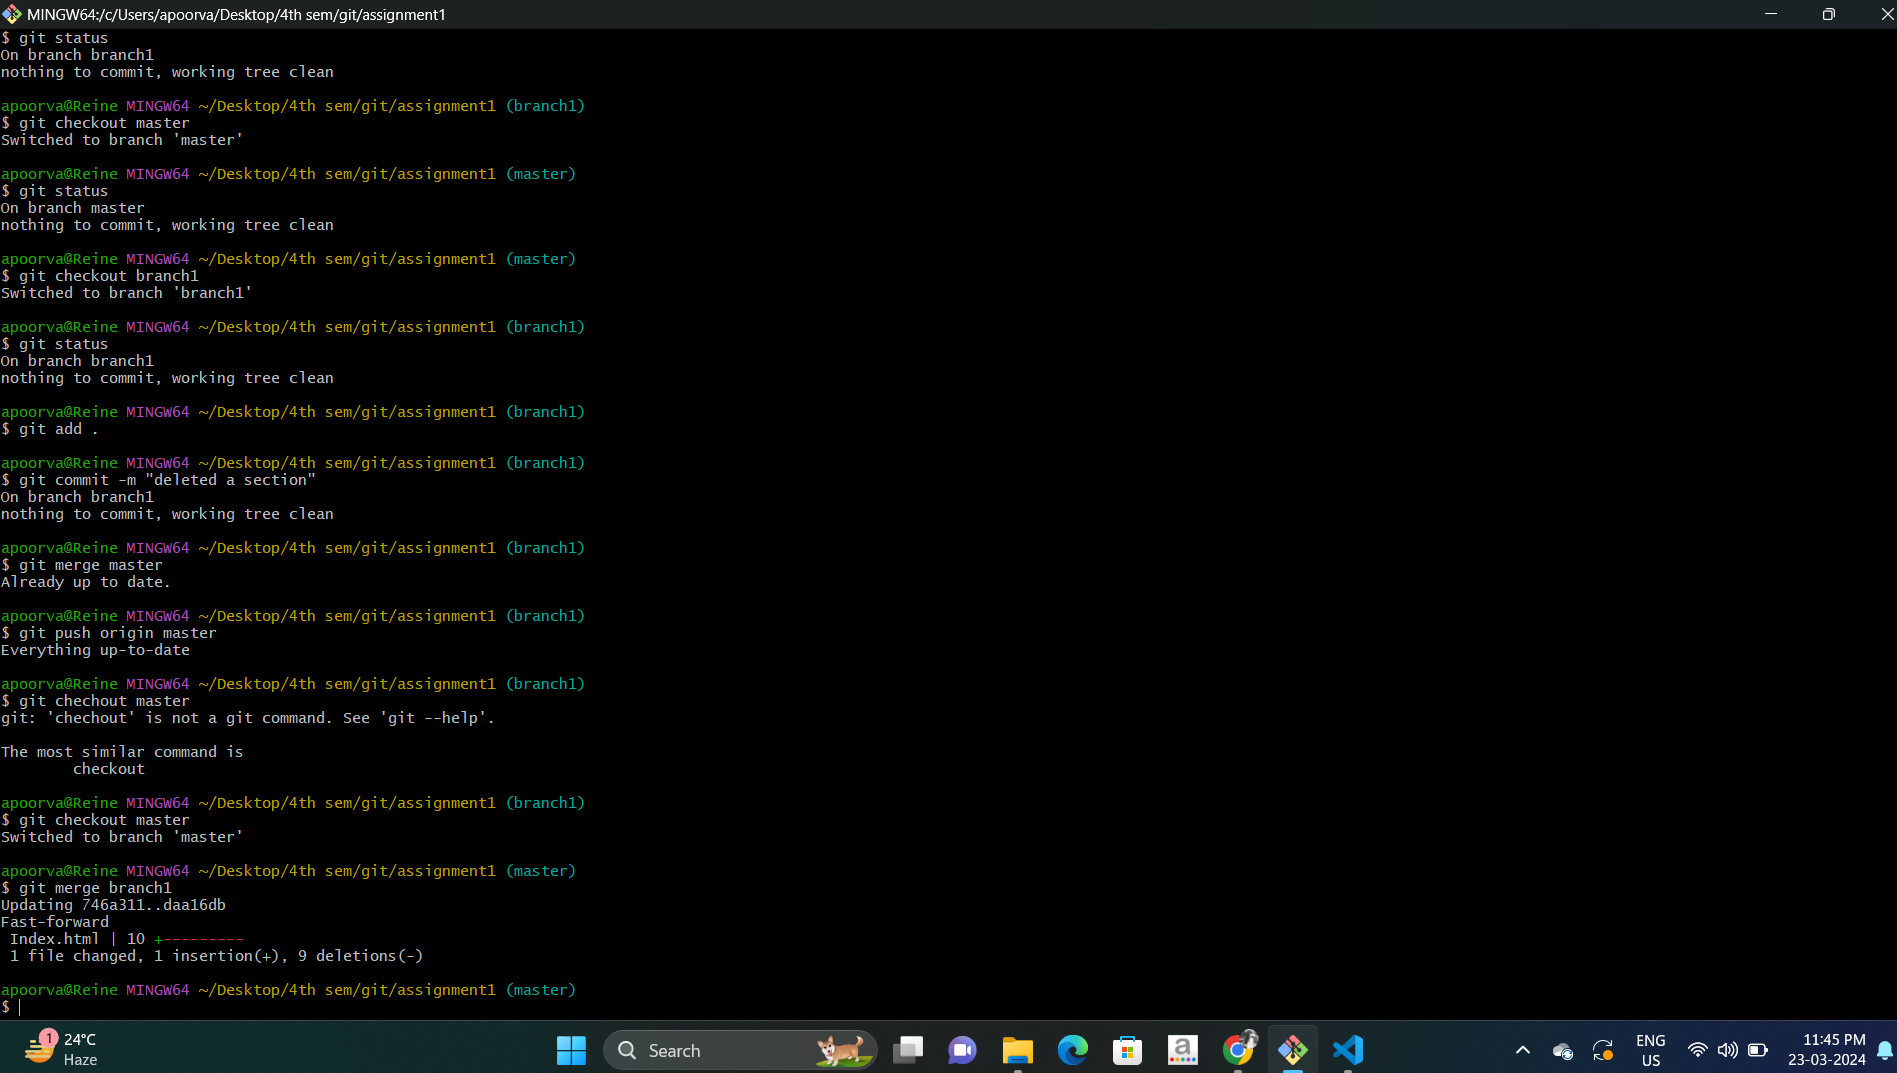 MINGW64:/c/Users/apoorva/Desktop/4th sem/git/assignment1
$ git status
On branch branch1
nothing to commit, working tree clean
apoorva@Reine MINGW64 ~/Desktop/4th sem/git/assignment1 (branch1)
$ git checkout master
Switched to branch 'master'
apoorva@Reine MINGW64 ~/Desktop/4th sem/git/assignment1 (master)
$ git status
On branch master
nothing to commit, working tree clean
apoorva@Reine MINGW64 ~/Desktop/4th sem/git/assignment1 (master)
$ git checkout branch1
Switched to branch 'branch1'
apoorva@Reine MINGW64 ~/Desktop/4th sem/git/assignment1 (branch1)
$ git status
On branch branch1
nothing to commit, working tree clean
apoorva@Reine MINGW64 ~/Desktop/4th sem/git/assignment1 (branch1)
$ git add .
apoorva@Reine MINGW64 ~/Desktop/4th sem/git/assignment1 (branch1)
$ git commit -m "deleted a section"
On branch branch1
nothing to commit, working tree clean
apoorva@Reine MINGW64 ~/Desktop/4th sem/git/assignment1 (branch1)
$ git merge master
Already up to date.
apoorva@Reine MINGW64 ~/Desktop/4th sem/git/assignment1 (branch1)
$ git push origin master
Everything up-to-date
apoorva@Reine MINGW64 ~/Desktop/4th sem/git/assignment1 (branch1)
$ git chechout master
git: 'chechout' is not a git command. See 'git --help'.
The most similar command is
checkout
apoorva@Reine MINGW64 ~/Desktop/4th sem/git/assignment1 (branch1)
$ git checkout master
Switched to branch 'master'
apoorva@Reine MINGW64 ~/Desktop/4th sem/git/assignment1 (master)
$ git merge branch1
Updating 746a311..daa16db
Fast-forward
Index.html | 10 +---------
1 file changed, 1 insertion(+), 9 deletions(-)
apoorva@Reine MINGW64 ~/Desktop/4th sem/git/assignment1 (master)
$
1
24°C
Haze
Search
a
ENG
US
11:45 PM
23-03-2024